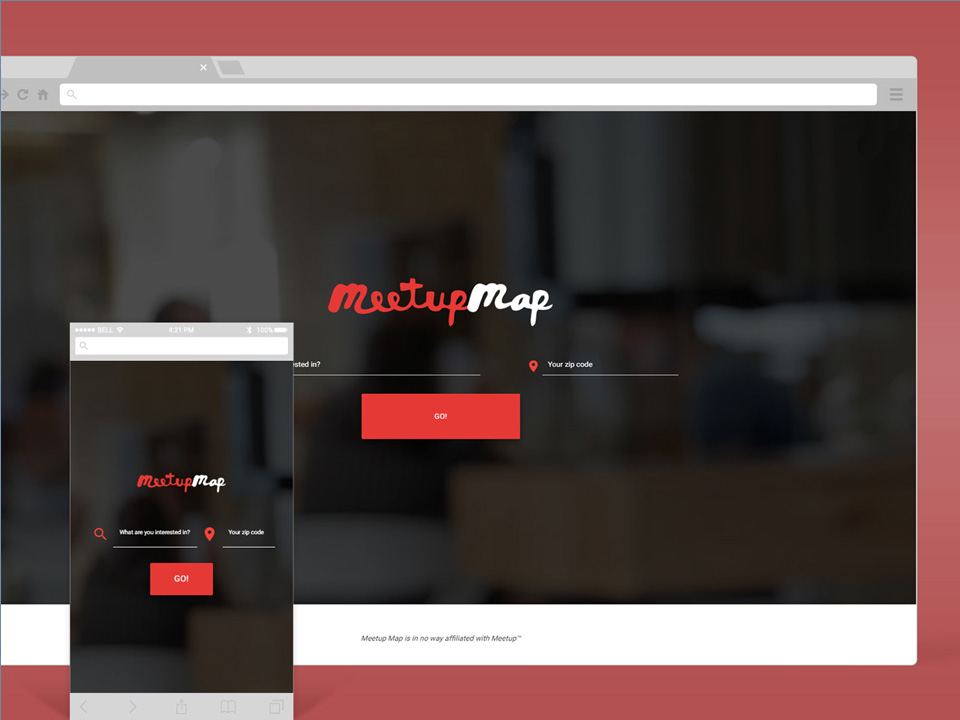 MeetupMap
ested in?
Your zip code
GO!
Meetup Map is in no way affiliated with Meetup™
BELL 4:21 PM 100%
MeetupMap
What are you interested in? Your zip code
GO!